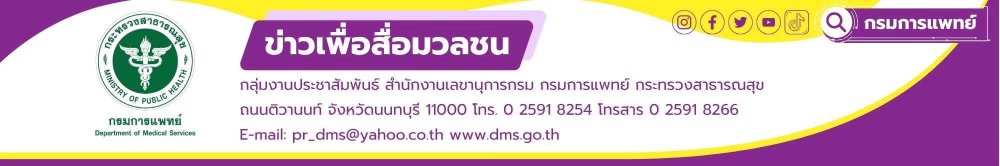 กระทรวงสาธารณสุข
MINISTRY OF PUBLIC HEALTH
กรมการแพทย์
Department of Medical Services
ข่าวเพื่อสื่อมวลชน
กลุ่มงานประชาสัมพันธ์ สำนักงานเลขานุการกรม กรมการแพทย์ กระทรวงสาธารณสุข
ถนนติวานนท์ จังหวัดนนทบุรี 11000 โทร. 0 2591 8254 โทรสาร 0 2591 8266
E-mail: pr_dms@yahoo.co.th www.dms.go.th
กรมการแพทย์